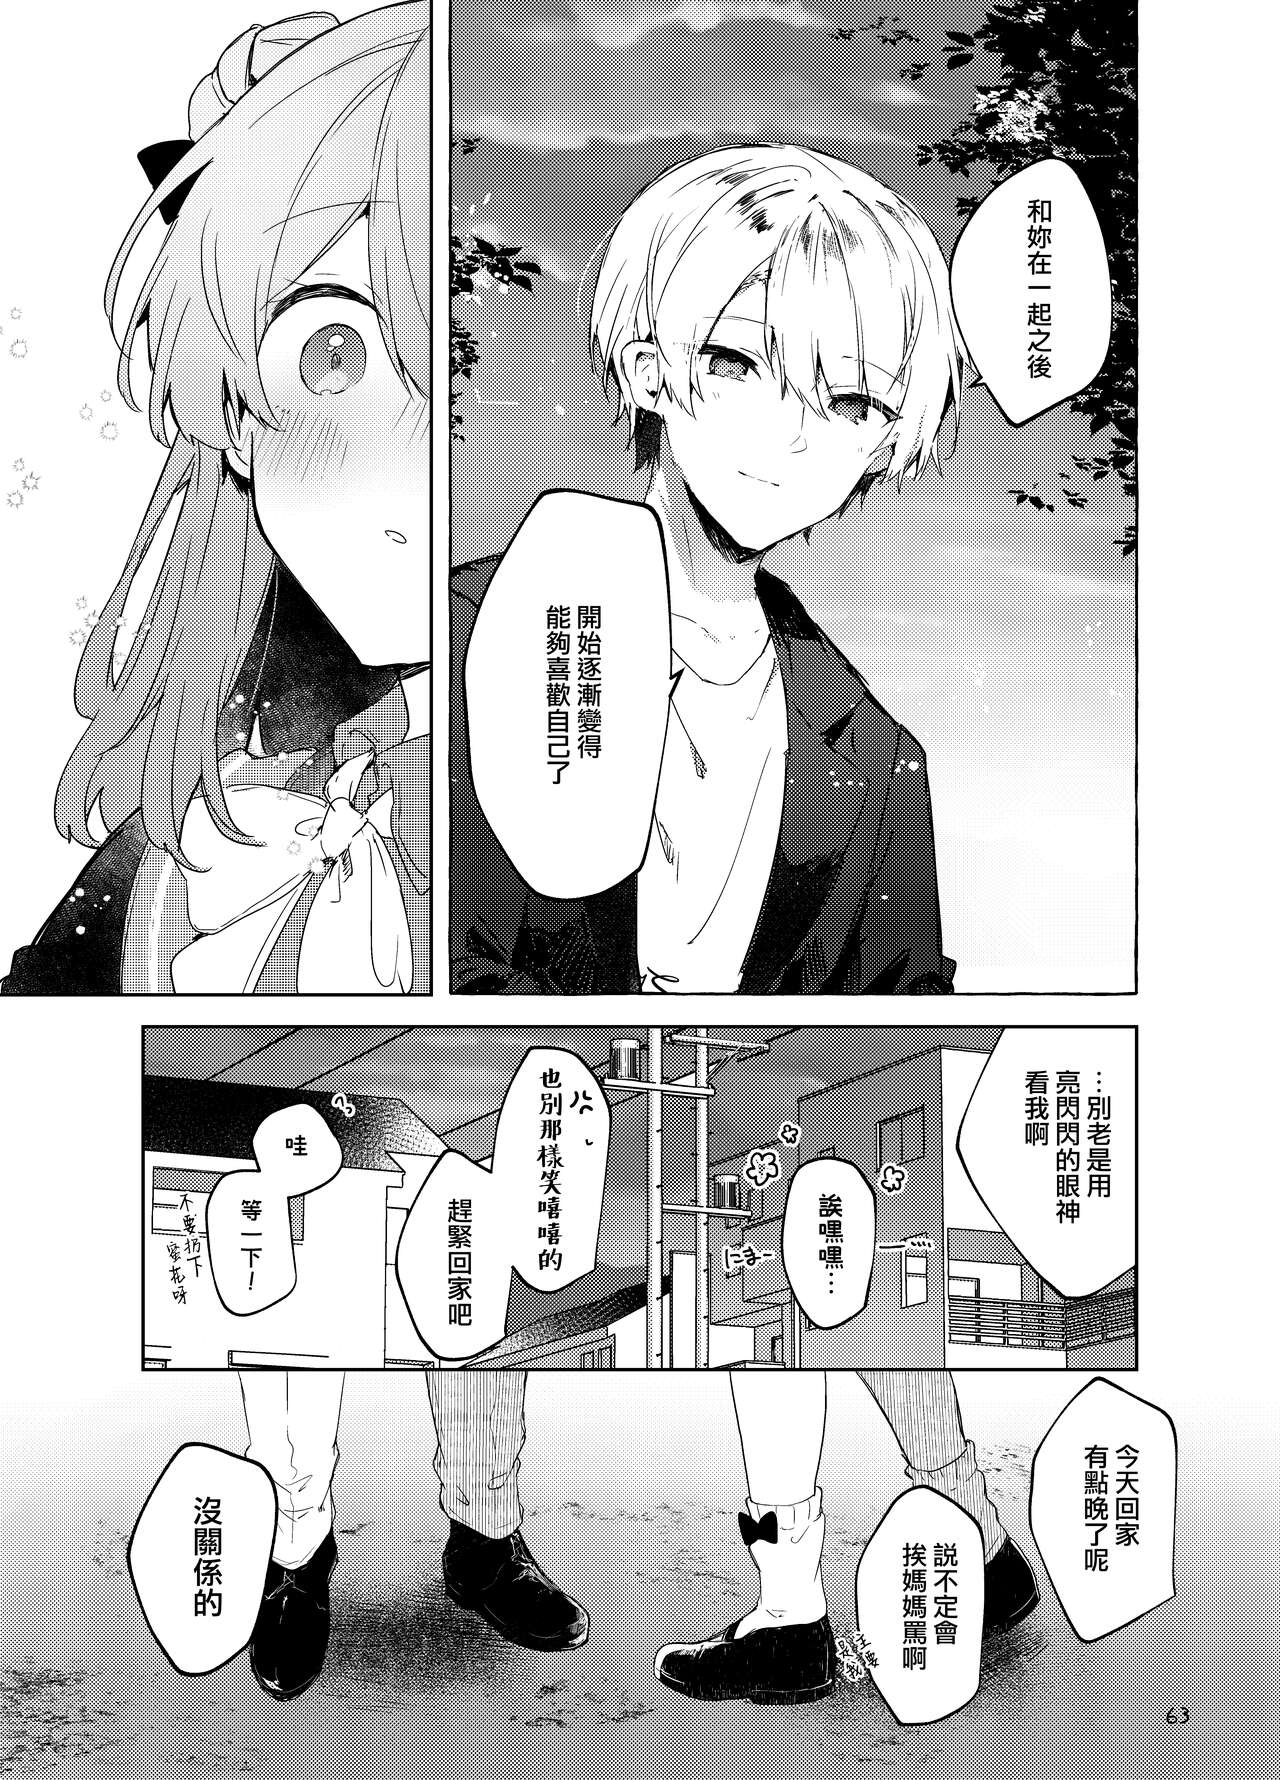 和妳在一起之後
開始逐漸變得
能夠喜歡自己了
…別老是用
亮閃閃的眼神
看我啊
誒嘿嘿…
にまー
也別那樣笑嘻嘻的
趕緊回家吧
哇
等一下！
不要扔下
蜜花呀
今天回家
有點晚了呢
說不定會
挨媽媽罵啊
沒關係的
63